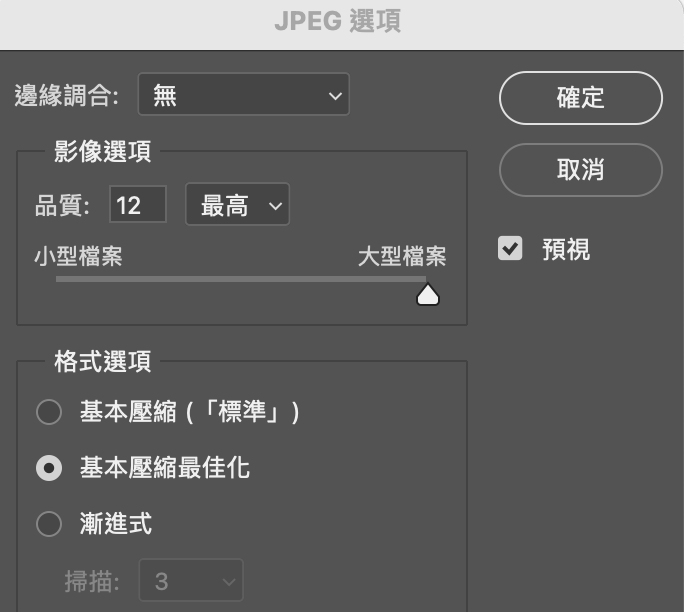 JPEG 選項
邊緣調合: 無
確定
影像選項
取消
品質: 12 最高
預視
小型檔案 大型檔案
格式選項
基本壓縮 (「標準」)
基本壓縮最佳化
漸進式
掃描: 3